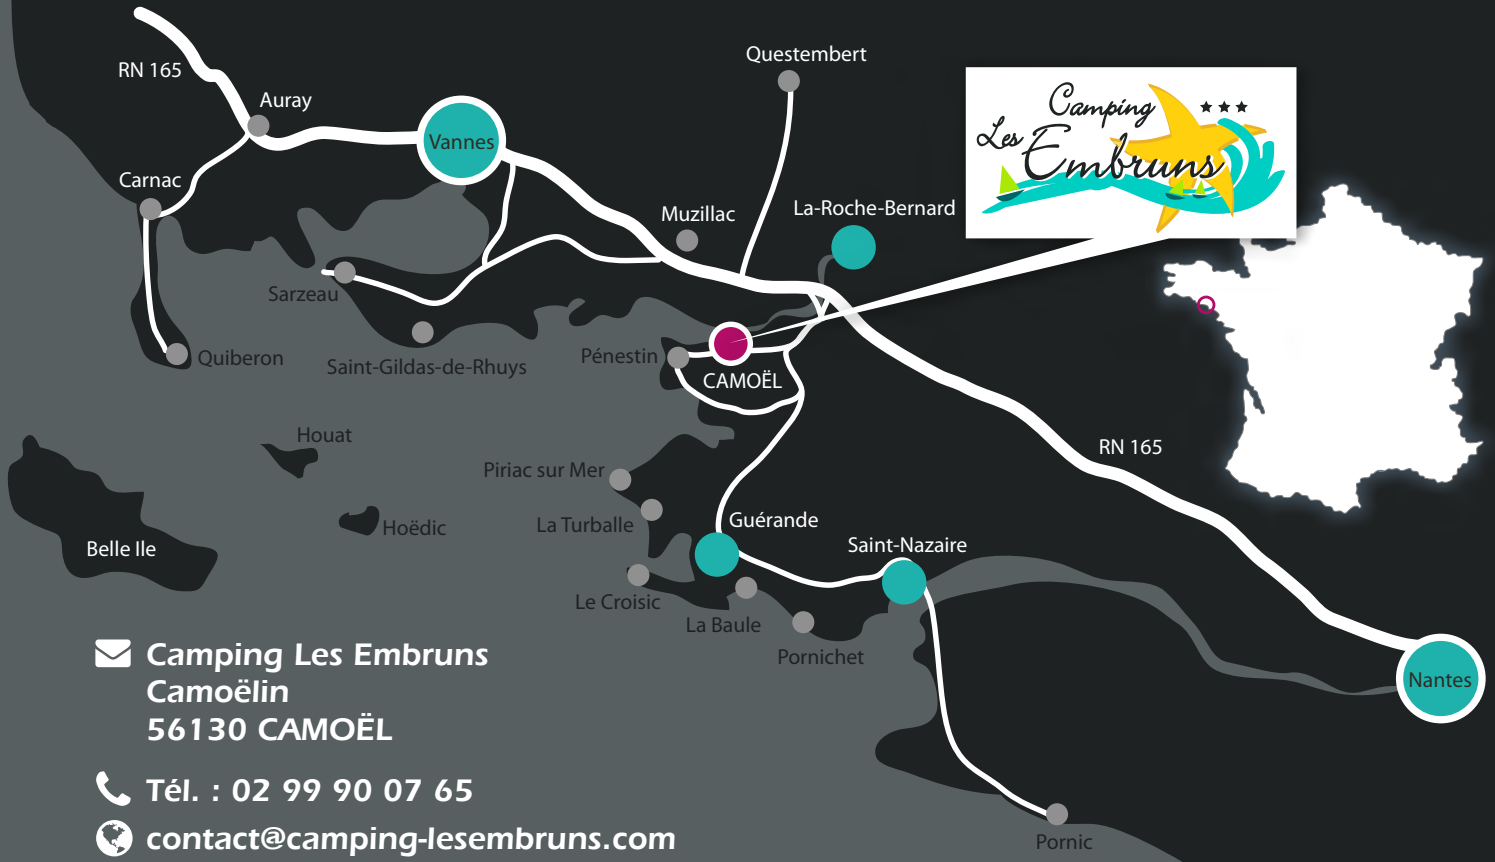 Questembert
RN 165
Auray
Camping
Les
Embruns
Vannes
Carnac
Muzillac
La-Roche-Bernard
Sarzeau
Quiberon
Saint-Gildas-de-Rhuys
Pénestin
CAMOËL
Houat
RN 165
Piriac sur Mer
La Turballe
Guérande
Hoëdic
Belle Ile
Saint-Nazaire
Le Croisic
La Baule
Pornichet
Nantes
Camping Les Embruns
Camoëlin
56130 CAMOËL
Tél. : 02 99 90 07 65
contact@camping-lesembruns.com
Pornic